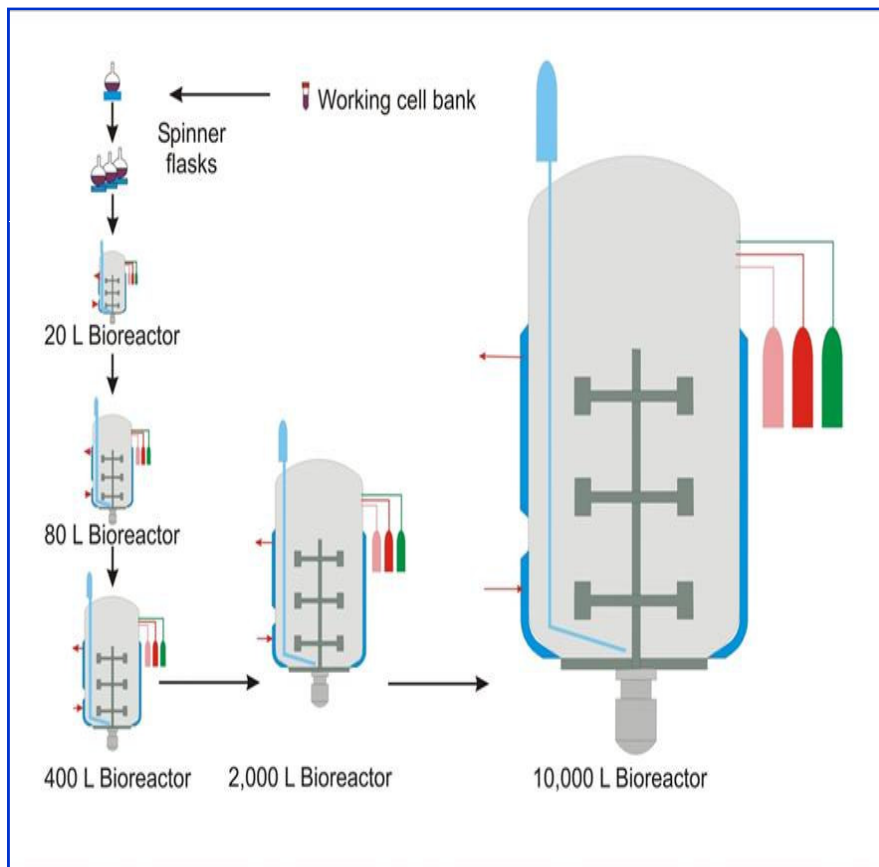 Working cell bank
Spinner
flasks
20 L Bioreactor
80 L Bioreactor
400 L Bioreactor
2,000 L Bioreactor
10,000 L Bioreactor